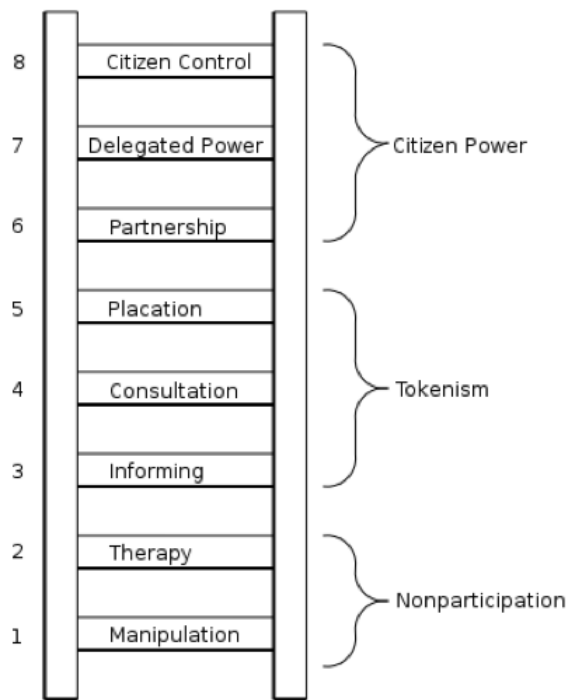 8 Citizen Control
7 Delegated Power
Citizen Power
6 Partnership
5 Placation
4 Consultation
Tokenism
3 Informing
2 Therapy
Nonparticipation
1 Manipulation